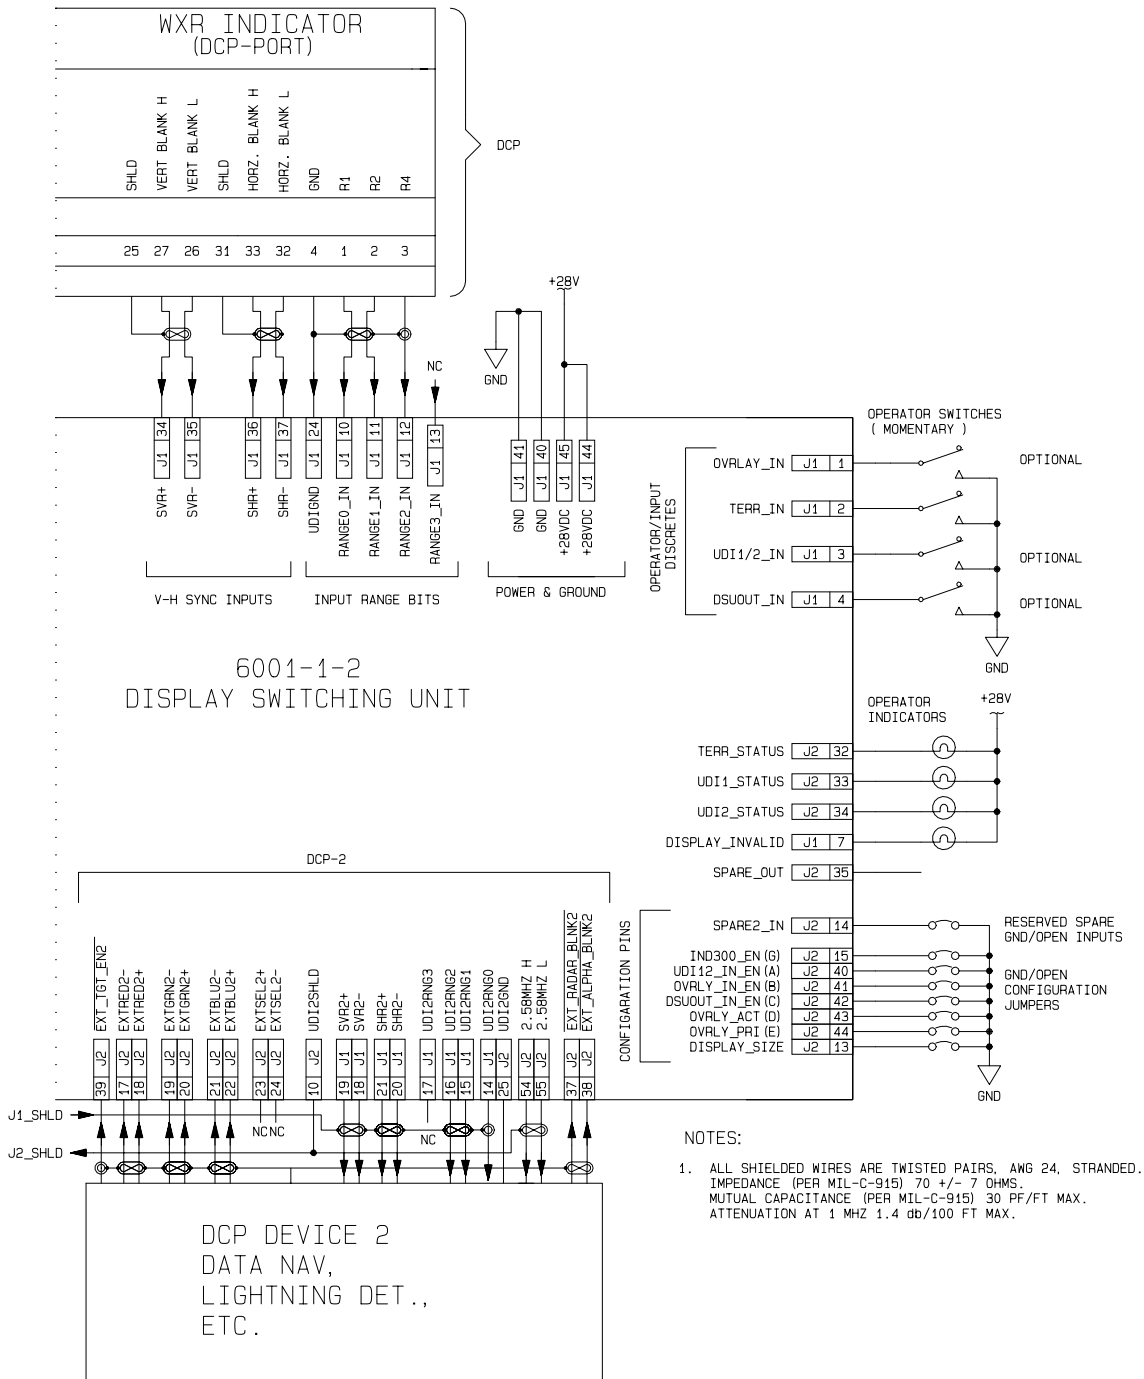 WXR INDICATOR
(DCP-PORT)
SHLD
VERT BLANK H
VERT BLANK L
SHLD
HORZ. BLANK H
HORZ. BLANK L
GND
R1
R2
R4
DCP
25 27 26 31 33 32 4 1 2 3
+28V
GND
NC
J1 34
J1 35
J1 36
J1 37
J1 24
J1 10
J1 11
J1 12
J1 13
J1 41
J1 40
J1 45
J1 44
SVR+
SVR-
SHR+
SHR-
UDIGND
RANGE0_IN
RANGE1_IN
RANGE2_IN
RANGE3_IN
GND
GND
+28VDC
+28VDC
V-H SYNC INPUTS
INPUT RANGE BITS
POWER & GROUND
OPERATOR/INPUT
DISCRETES
OPERATOR SWITCHES
( MOMENTARY )
OVRLAY_IN J1 1 OPTIONAL
TERR_IN J1 2
UDI1/2_IN J1 3 OPTIONAL
DSUOUT_IN J1 4 OPTIONAL
GND
6001-1-2
DISPLAY SWITCHING UNIT
OPERATOR
INDICATORS
+28V
TERR_STATUS J2 32
UDI1_STATUS J2 33
UDI2_STATUS J2 34
DISPLAY_INVALID J1 7
SPARE_OUT J2 35
DCP-2
CONFIGARATION PINS
SPARE2_IN J2 14
RESERVED SPARE
GND/OPEN INPUTS
IND300_EN(G) J2 15
UDI12_IN_EN(A) J2 40
OVRLY_IN_EN(B) J2 41
DSUOUT_IN_EN(C) J2 42
OVRLY_ACT(D) J2 43
OVRLY_PRI(E) J2 44
DISPLAY_SIZE J2 13
GND/OPEN
CONFIGURATION
JUMPERS
GND
EXT_TGT_EN2
EXTRED2-
EXTRED2+
EXTGRN2-
EXTGRN2+
EXTBLU2-
EXTBLU2+
EXTSEL2+
EXTSEL2-
UDI2SHLD
SVR2+
SVR2-
SHR2+
SHR2-
UDI2RNG3
UDI2RNG2
UDI2RNG1
UDI2RNG0
UDI2GND
2.58MHZ H
2.58MHZ L
EXT_RADAR_BLNK2
EXT_ALPHA_BLNK2
39 J2
17 J2
18 J2
19 J2
20 J2
21 J2
22 J2
23 J2
24 J2
10 J2
19 J1
18 J1
21 J1
20 J1
17 J1
16 J1
15 J1
14 J1
25 J2
54 J2
55 J2
37 J2
38 J2
J1_SHLD
NC NC
NC
J2_SHLD
DCP DEVICE 2
DATA NAV,
LIGHTNING DET.,
ETC.
NOTES:
1. ALL SHIELDED WIRES ARE TWISTED PAIRS, AWG 24, STRANDED.
IMPEDANCE (PER MIL-C-915) 70 +/- 7 OHMS.
MUTUAL CAPACITANCE (PER MIL-C-915) 30 PF/FT MAX.
ATTENUATION AT 1 MHZ 1.4 db/100 FT MAX.